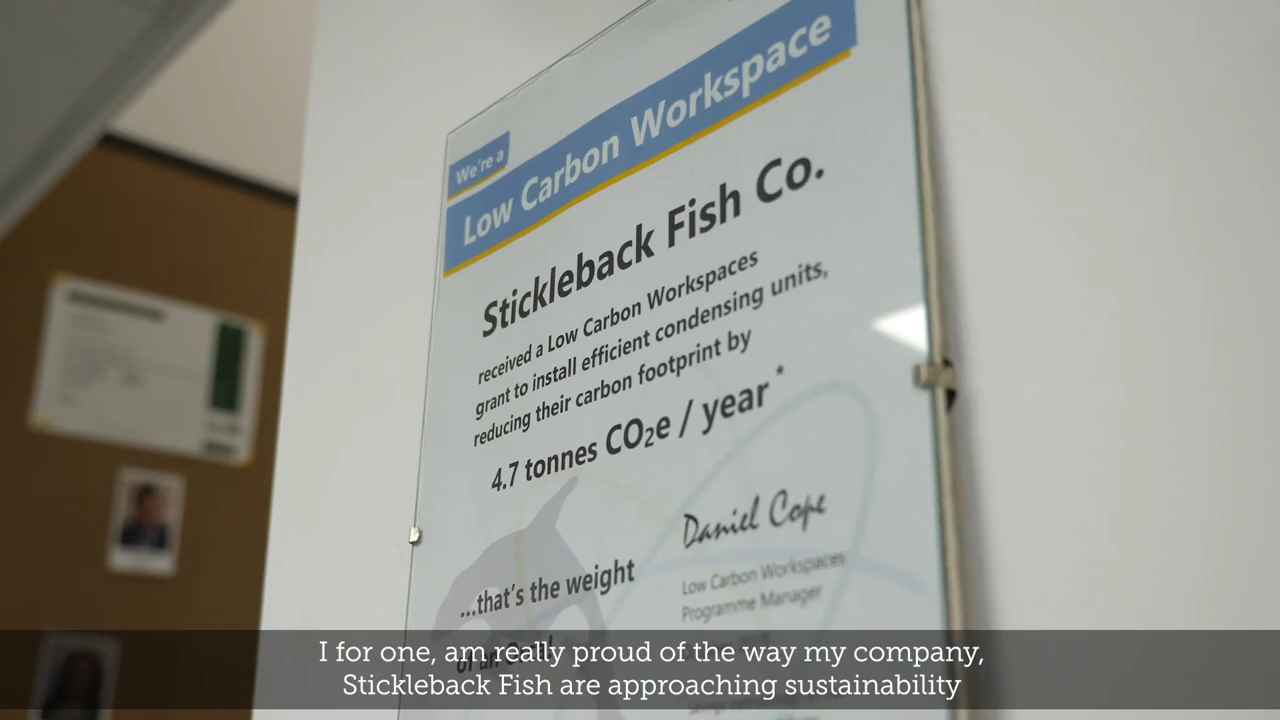 We're a
Low Carbon Workspace
Stickleback Fish Co.
received a Low Carbon Workspaces
grant to install efficient condensing units,
reducing their carbon footprint by
4.7 tonnes CO₂e / year *
...that's the weight
of an
Daniel Cope
Low Carbon Workspaces
Programme Manager
I for one, am really proud of the way my company,
Stickleback Fish are approaching sustainability